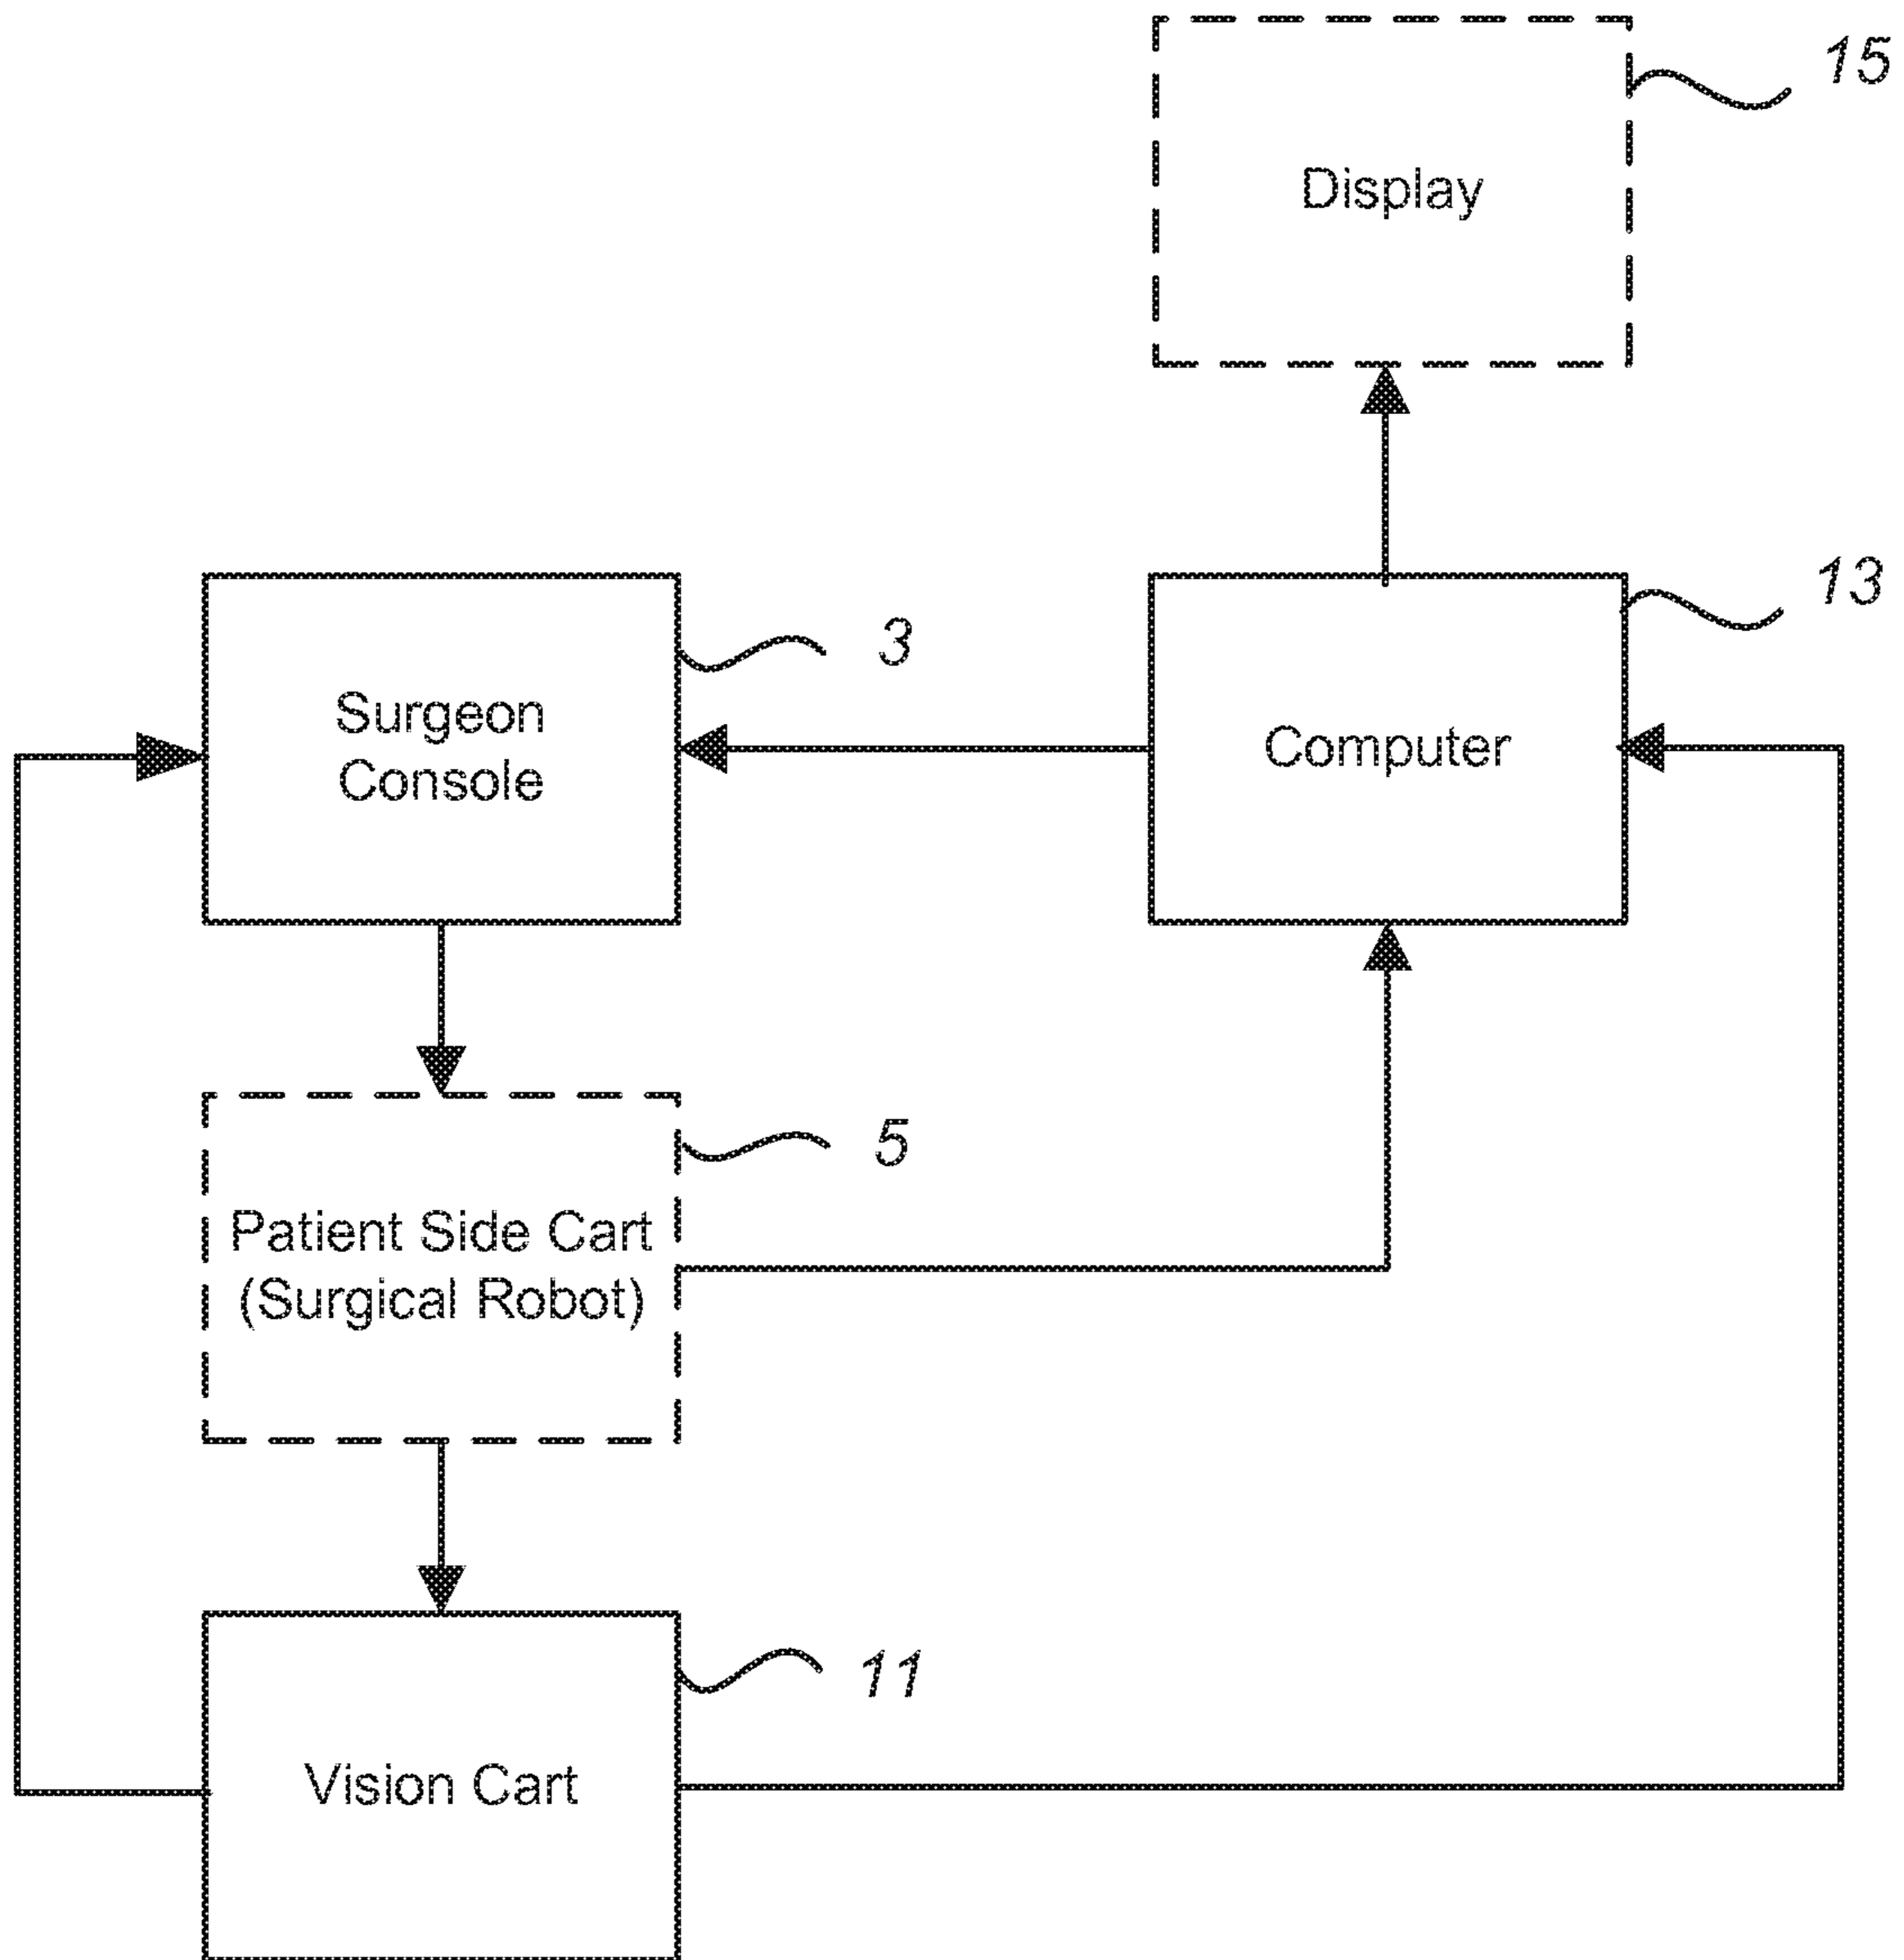 15
Display
13
3
Surgeon
Console
Computer
5
Patient Side Cart
(Surgical Robot)
11
Vision Cart